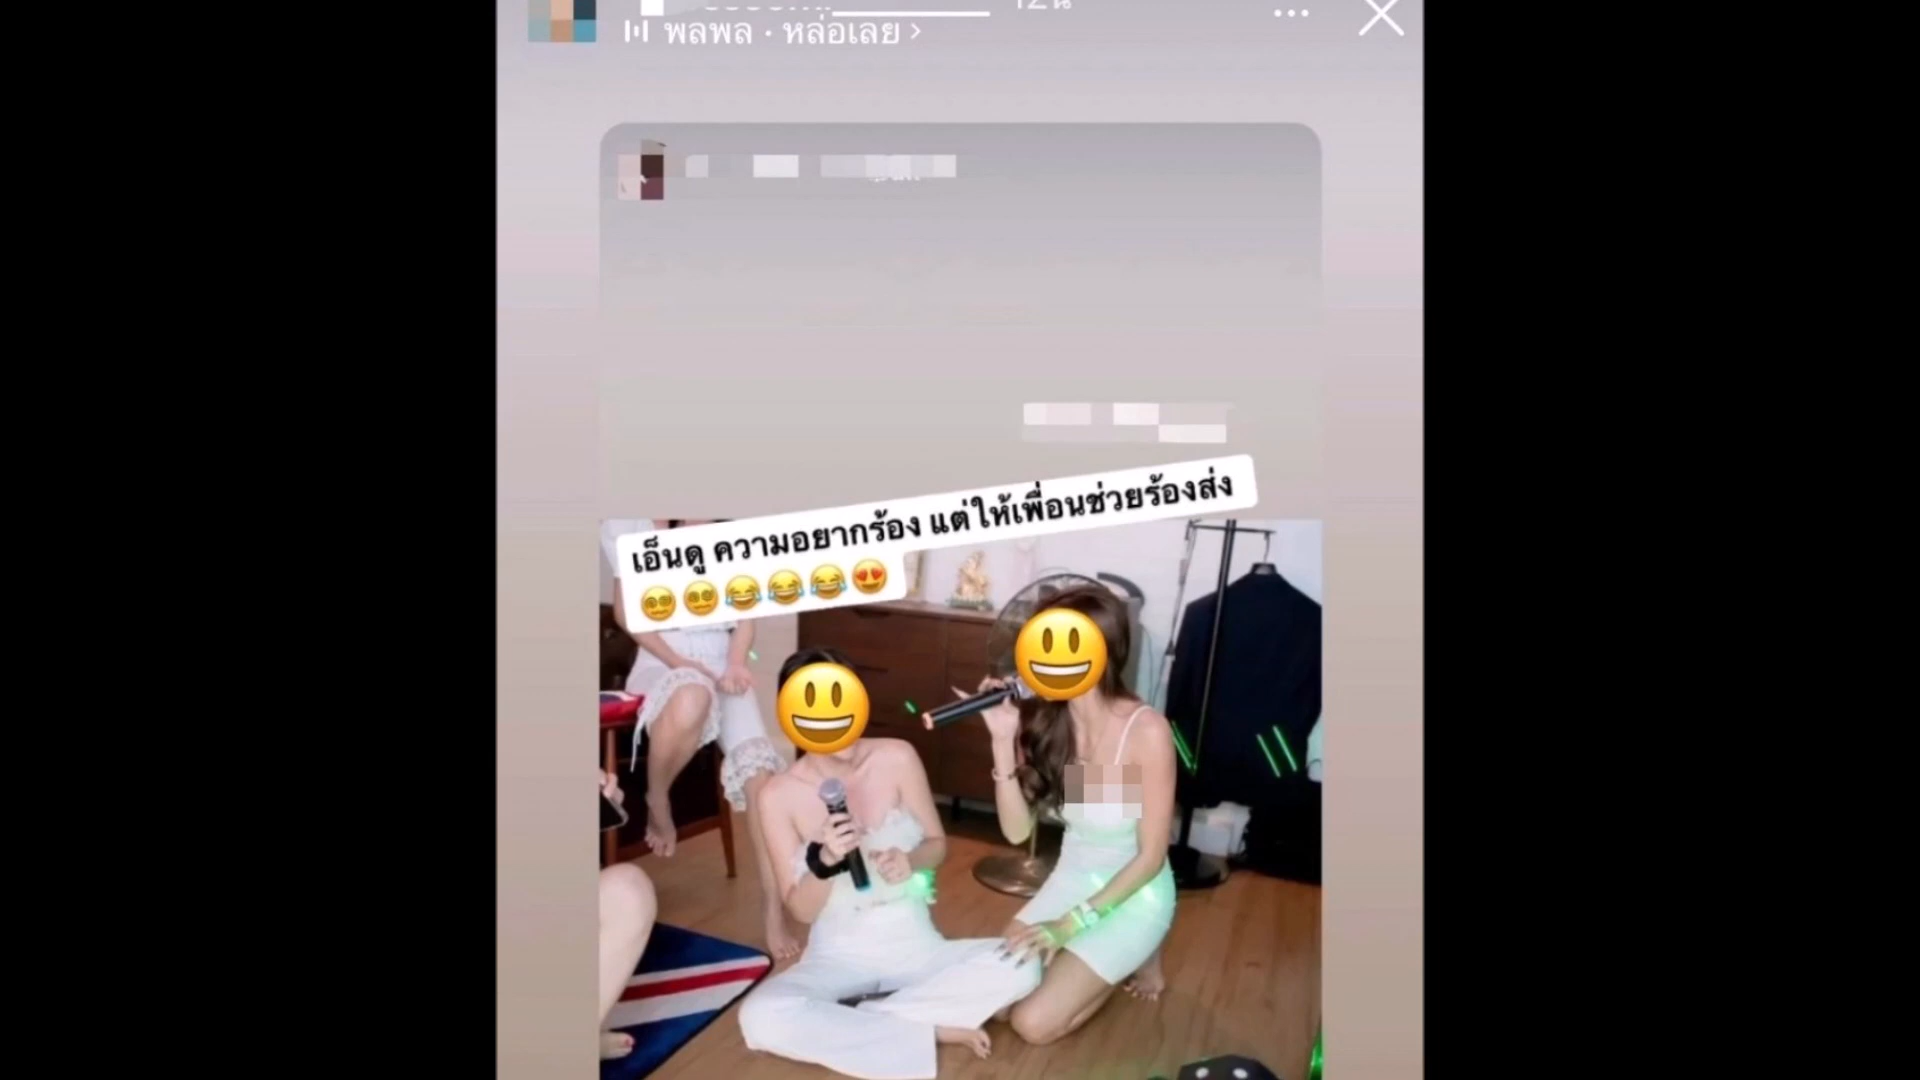 พลพล · หล่อเลย >
เอ็นดู ความอยากร้อง แต่ให้เพื่อนช่วยร้องส่ง
😵‍💫😵‍💫😂😂😂😍